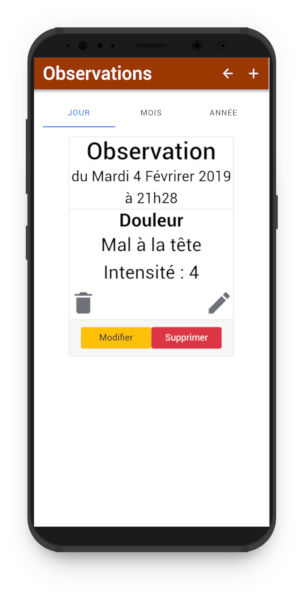 Observations
JOUR MOIS ANNÉE
Observation
du Mardi 4 Févrirer 2019
à 21h28
Douleur
Mal à la tête
Intensité : 4
Modifier Supprimer